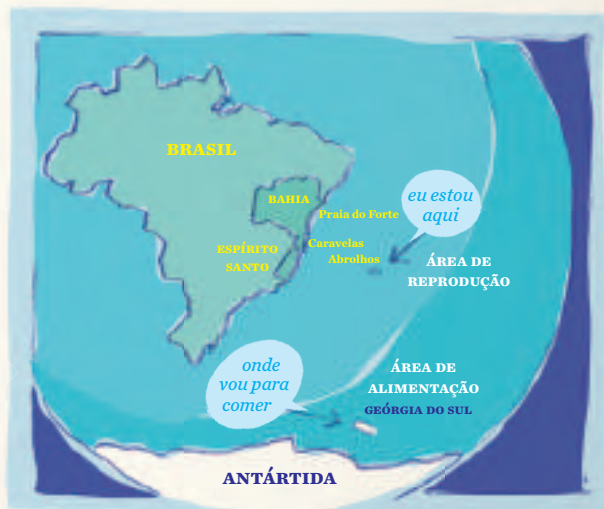 BRASIL
BAHIA
Praia do Forte
eu estou
aqui
Caravelas
Abrolhos
ESPÍRITO
SANTO
ÁREA DE
REPRODUÇÃO
onde
vou para
comer
ÁREA DE
ALIMENTAÇÃO
GEÓRGIA DO SUL
ANTÁRTIDA